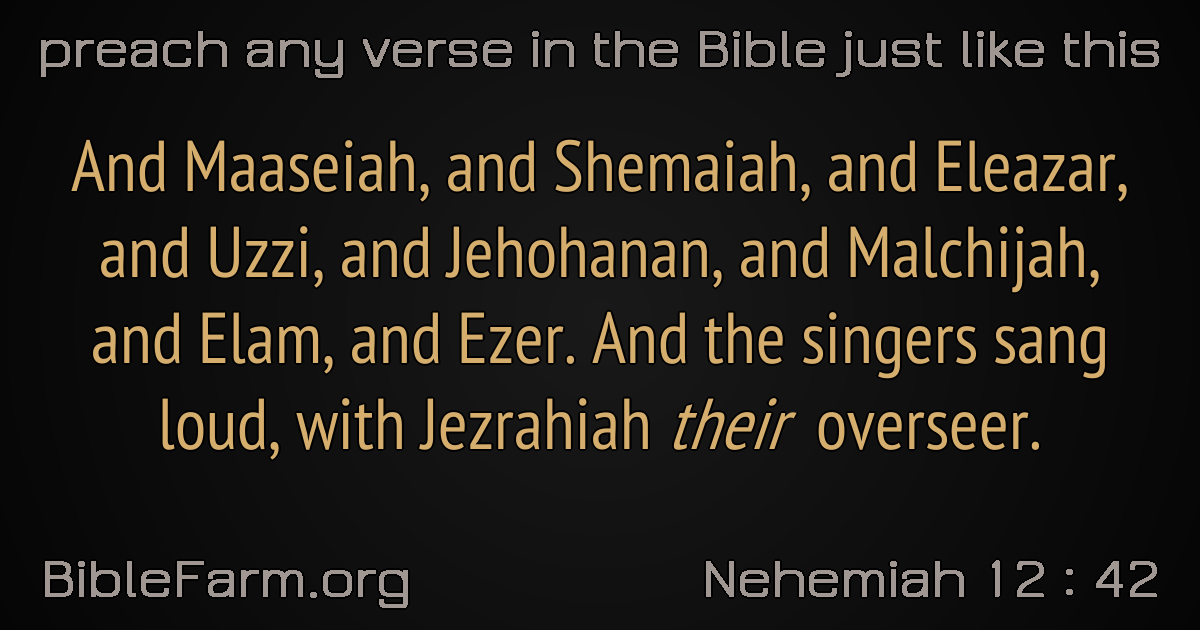 preach any verse in the Bible just like this
And Maaseiah, and Shemaiah, and Eleazar,
and Uzzi, and Jehohanan, and Malchijah,
and Elam, and Ezer. And the singers sang
loud, with Jezrahiah their overseer.
BibleFarm.org
Nehemiah 12 : 42